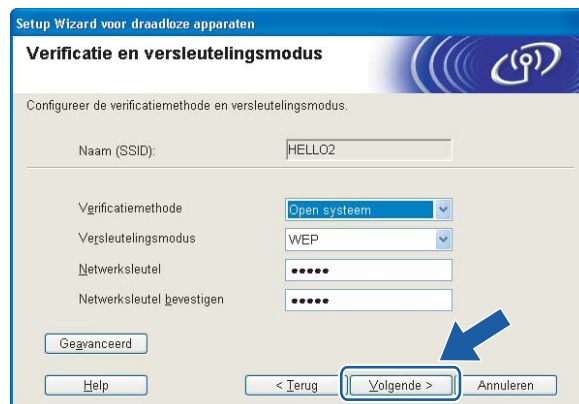 Setup Wizard voor draadloze apparaten
Verificatie en versleutelingsmodus
Configureer de verificatiemethode en versleutelingsmodus.
Naam (SSID): HELLO2
Verificatiemethode Open systeem
Versleutelingsmodus WEP
Netwerksleutel •••••
Netwerksleutel bevestigen •••••
Geavanceerd
Help < Terug Volgende > Annuleren